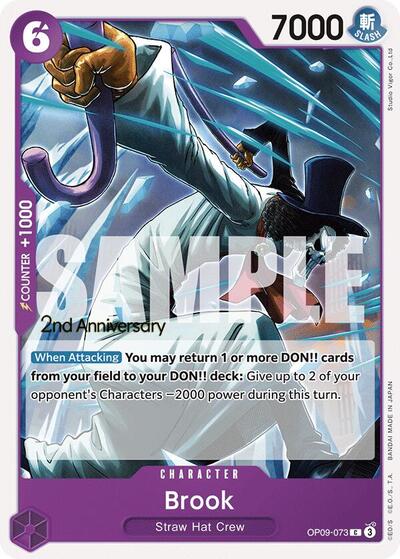 6
7000
斬
SLASH
Studio Vigor Co.,Ltd
COUNTER +1000
SAMPLE
2nd Anniversary
When Attacking You may return 1 or more DON!! cards
from your field to your DON!! deck: Give up to 2 of your
opponent's Characters −2000 power during this turn.
CHARACTER
Brook
Straw Hat Crew
OP09-073 C 3
©E.O./S ©E.O./S., T.A. BANDAI MADE IN JAPAN